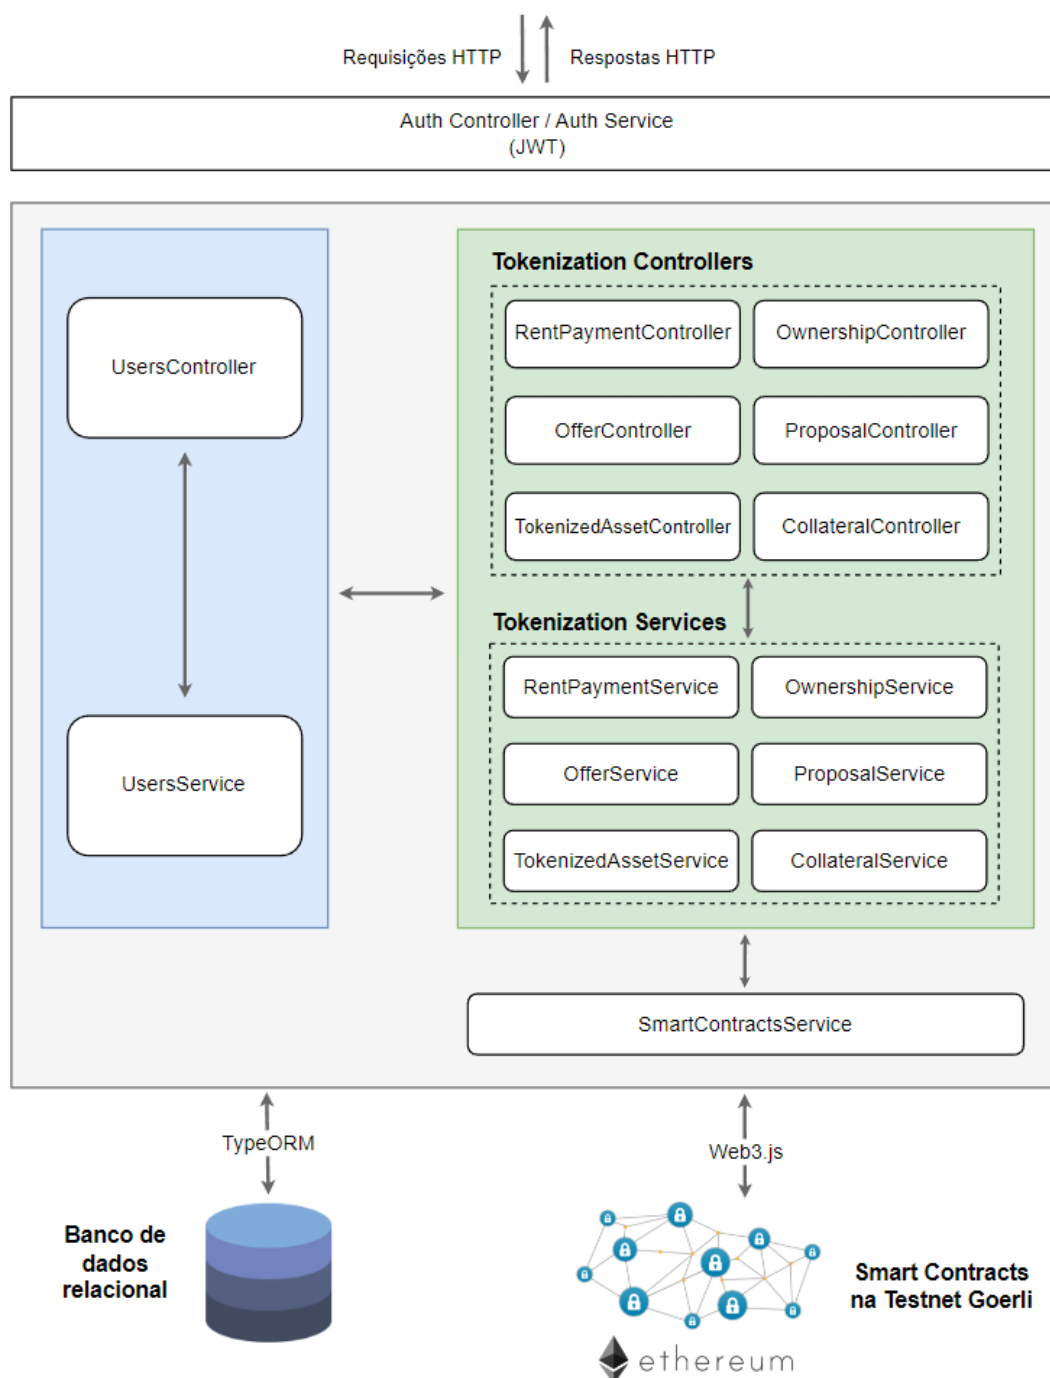 Requisições HTTP
Respostas HTTP
Auth Controller / Auth Service
(JWT)
UsersController
UsersService
Tokenization Controllers
RentPaymentController
OwnershipController
OfferController
ProposalController
TokenizedAssetController
CollateralController
Tokenization Services
RentPaymentService
OwnershipService
OfferService
ProposalService
TokenizedAssetService
CollateralService
SmartContractsService
TypeORM
Web3.js
Banco de
dados
relacional
Smart Contracts
na Testnet Goerli
ethereum